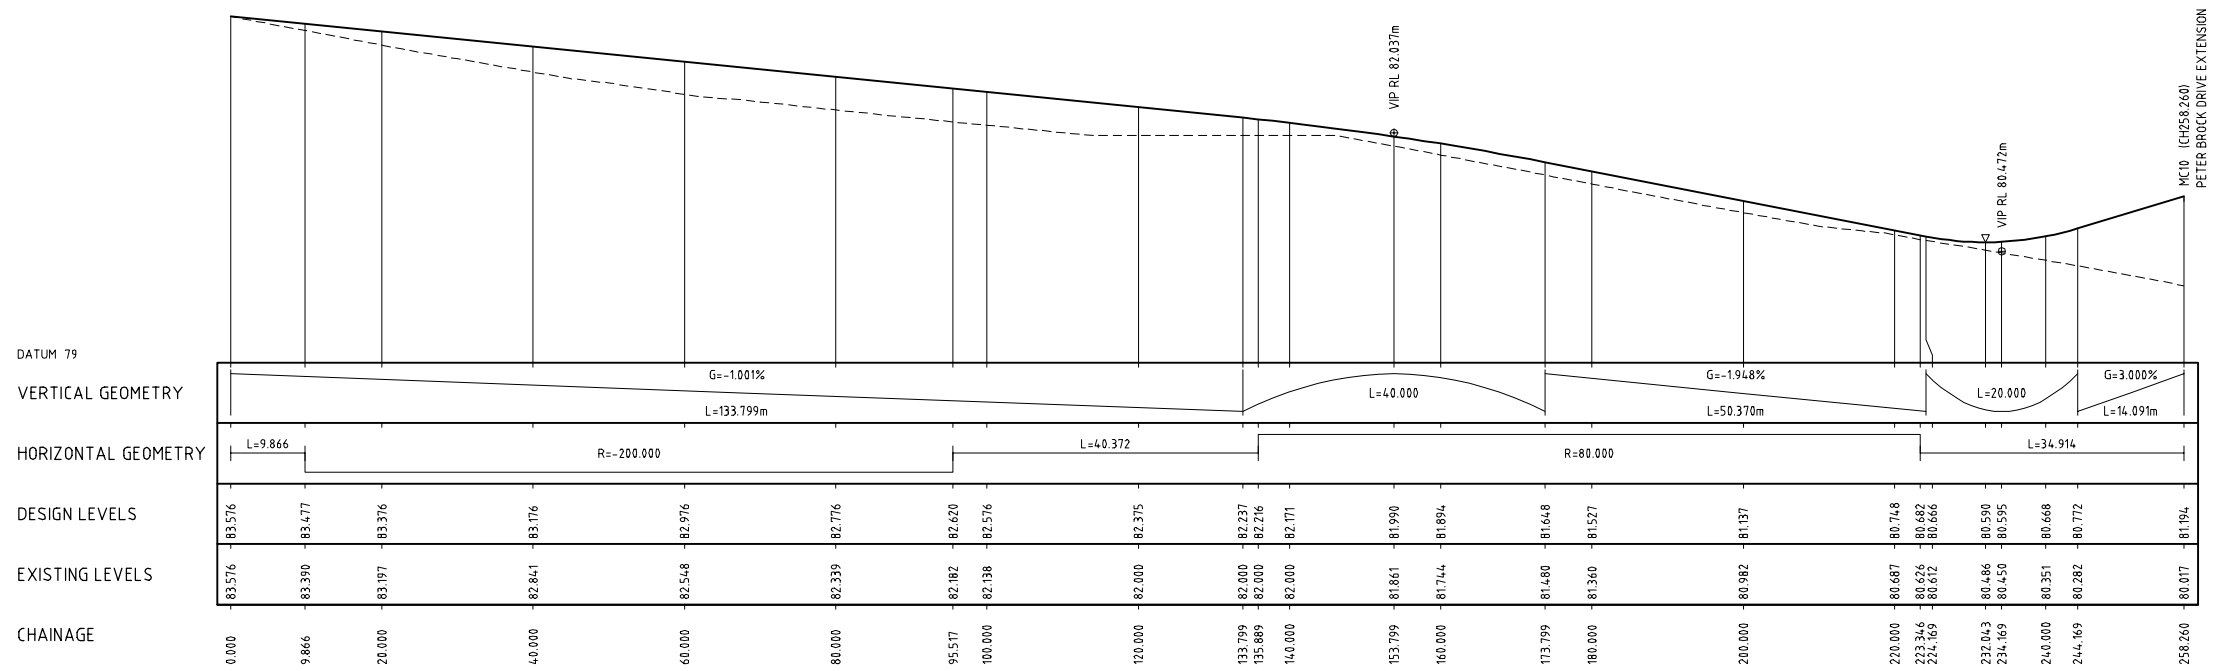 VIP RL 82.037m
VIP RL 80.472m
MC10 (CH258.260)
PETER BROCK DRIVE EXTENSION
DATUM 79
VERTICAL GEOMETRY
G=-1.001%
L=133.799m
L=40.000
G=-1.948%
L=50.370m
L=20.000
G=3.000%
L=14.091m
HORIZONTAL GEOMETRY
L=9.866
R=-200.000
L=40.372
R=80.000
L=34.914
DESIGN LEVELS
83.576 83.477 83.376 83.176 82.976 82.776 82.620 82.576 82.375 82.237 82.216 82.171 81.990 81.894 81.648 81.527 81.137 80.748 80.682 80.666 80.590 80.595 80.668 80.772 81.194
EXISTING LEVELS
83.576 83.390 83.197 82.841 82.548 82.339 82.182 82.138 82.000 82.000 82.000 82.000 81.861 81.744 81.480 81.360 80.982 80.687 80.626 80.612 80.486 80.450 80.351 80.282 80.017
CHAINAGE
0.000 9.866 20.000 40.000 60.000 80.000 95.517 100.000 120.000 133.799 135.889 140.000 153.799 160.000 173.799 180.000 200.000 220.000 223.346 224.169 232.043 234.169 240.000 244.169 258.260